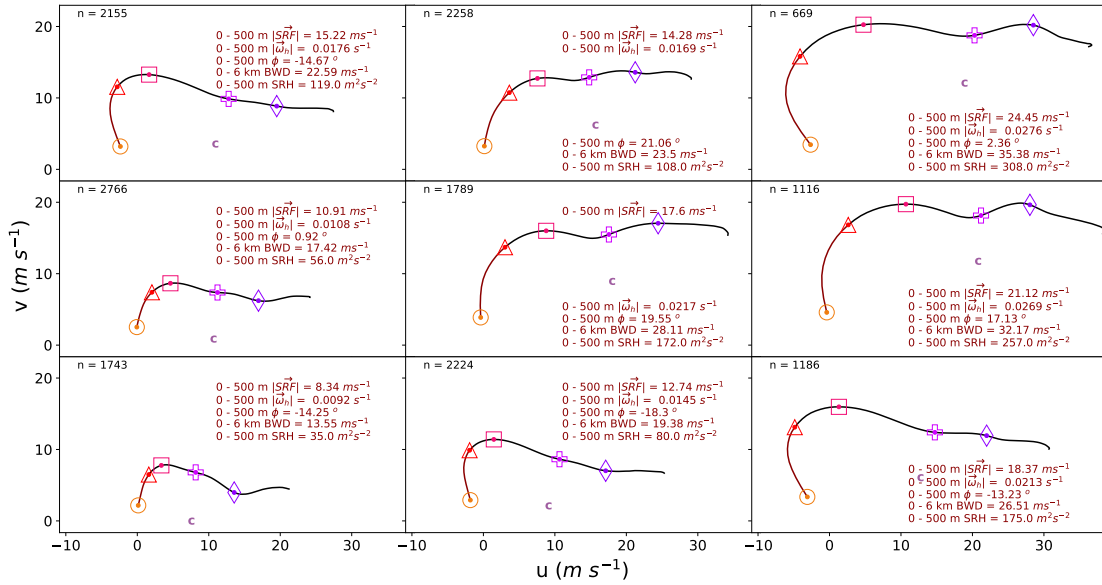 n = 2155
0 - 500 m |SRF| = 15.22 ms⁻¹
0 - 500 m |ω_h| = 0.0176 s⁻¹
0 - 500 m ϕ = -14.67 °
0 - 6 km BWD = 22.59 ms⁻¹
0 - 500 m SRH = 119.0 m²s⁻²
c
n = 2258
0 - 500 m |SRF| = 14.28 ms⁻¹
0 - 500 m |ω_h| = 0.0169 s⁻¹
c
0 - 500 m ϕ = 21.06 °
0 - 6 km BWD = 23.5 ms⁻¹
0 - 500 m SRH = 108.0 m²s⁻²
n = 669
c
0 - 500 m |SRF| = 24.45 ms⁻¹
0 - 500 m |ω_h| = 0.0276 s⁻¹
0 - 500 m ϕ = 2.36 °
0 - 6 km BWD = 35.38 ms⁻¹
0 - 500 m SRH = 308.0 m²s⁻²
20
10
0
n = 2766
0 - 500 m |SRF| = 10.91 ms⁻¹
0 - 500 m |ω_h| = 0.0108 s⁻¹
0 - 500 m ϕ = 0.92 °
0 - 6 km BWD = 17.42 ms⁻¹
0 - 500 m SRH = 56.0 m²s⁻²
c
n = 1789
0 - 500 m |SRF| = 17.6 ms⁻¹
c
0 - 500 m |ω_h| = 0.0217 s⁻¹
0 - 500 m ϕ = 19.55 °
0 - 6 km BWD = 28.11 ms⁻¹
0 - 500 m SRH = 172.0 m²s⁻²
n = 1116
c
0 - 500 m |SRF| = 21.12 ms⁻¹
0 - 500 m |ω_h| = 0.0269 s⁻¹
0 - 500 m ϕ = 17.13 °
0 - 6 km BWD = 32.17 ms⁻¹
0 - 500 m SRH = 257.0 m²s⁻²
20
10
0
v (m s⁻¹)
n = 1743
0 - 500 m |SRF| = 8.34 ms⁻¹
0 - 500 m |ω_h| = 0.0092 s⁻¹
0 - 500 m ϕ = -14.25 °
0 - 6 km BWD = 13.55 ms⁻¹
0 - 500 m SRH = 35.0 m²s⁻²
c
n = 2224
0 - 500 m |SRF| = 12.74 ms⁻¹
0 - 500 m |ω_h| = 0.0145 s⁻¹
0 - 500 m ϕ = -18.3 °
0 - 6 km BWD = 19.38 ms⁻¹
0 - 500 m SRH = 80.0 m²s⁻²
c
n = 1186
0 - 500 m |SRF| = 18.37 ms⁻¹
c
0 - 500 m |ω_h| = 0.0213 s⁻¹
0 - 500 m ϕ = -13.23 °
0 - 6 km BWD = 26.51 ms⁻¹
0 - 500 m SRH = 175.0 m²s⁻²
20
10
0
−10 0 10 20 30 −10 0 10 20 30 −10 0 10 20 30
u (m s⁻¹)